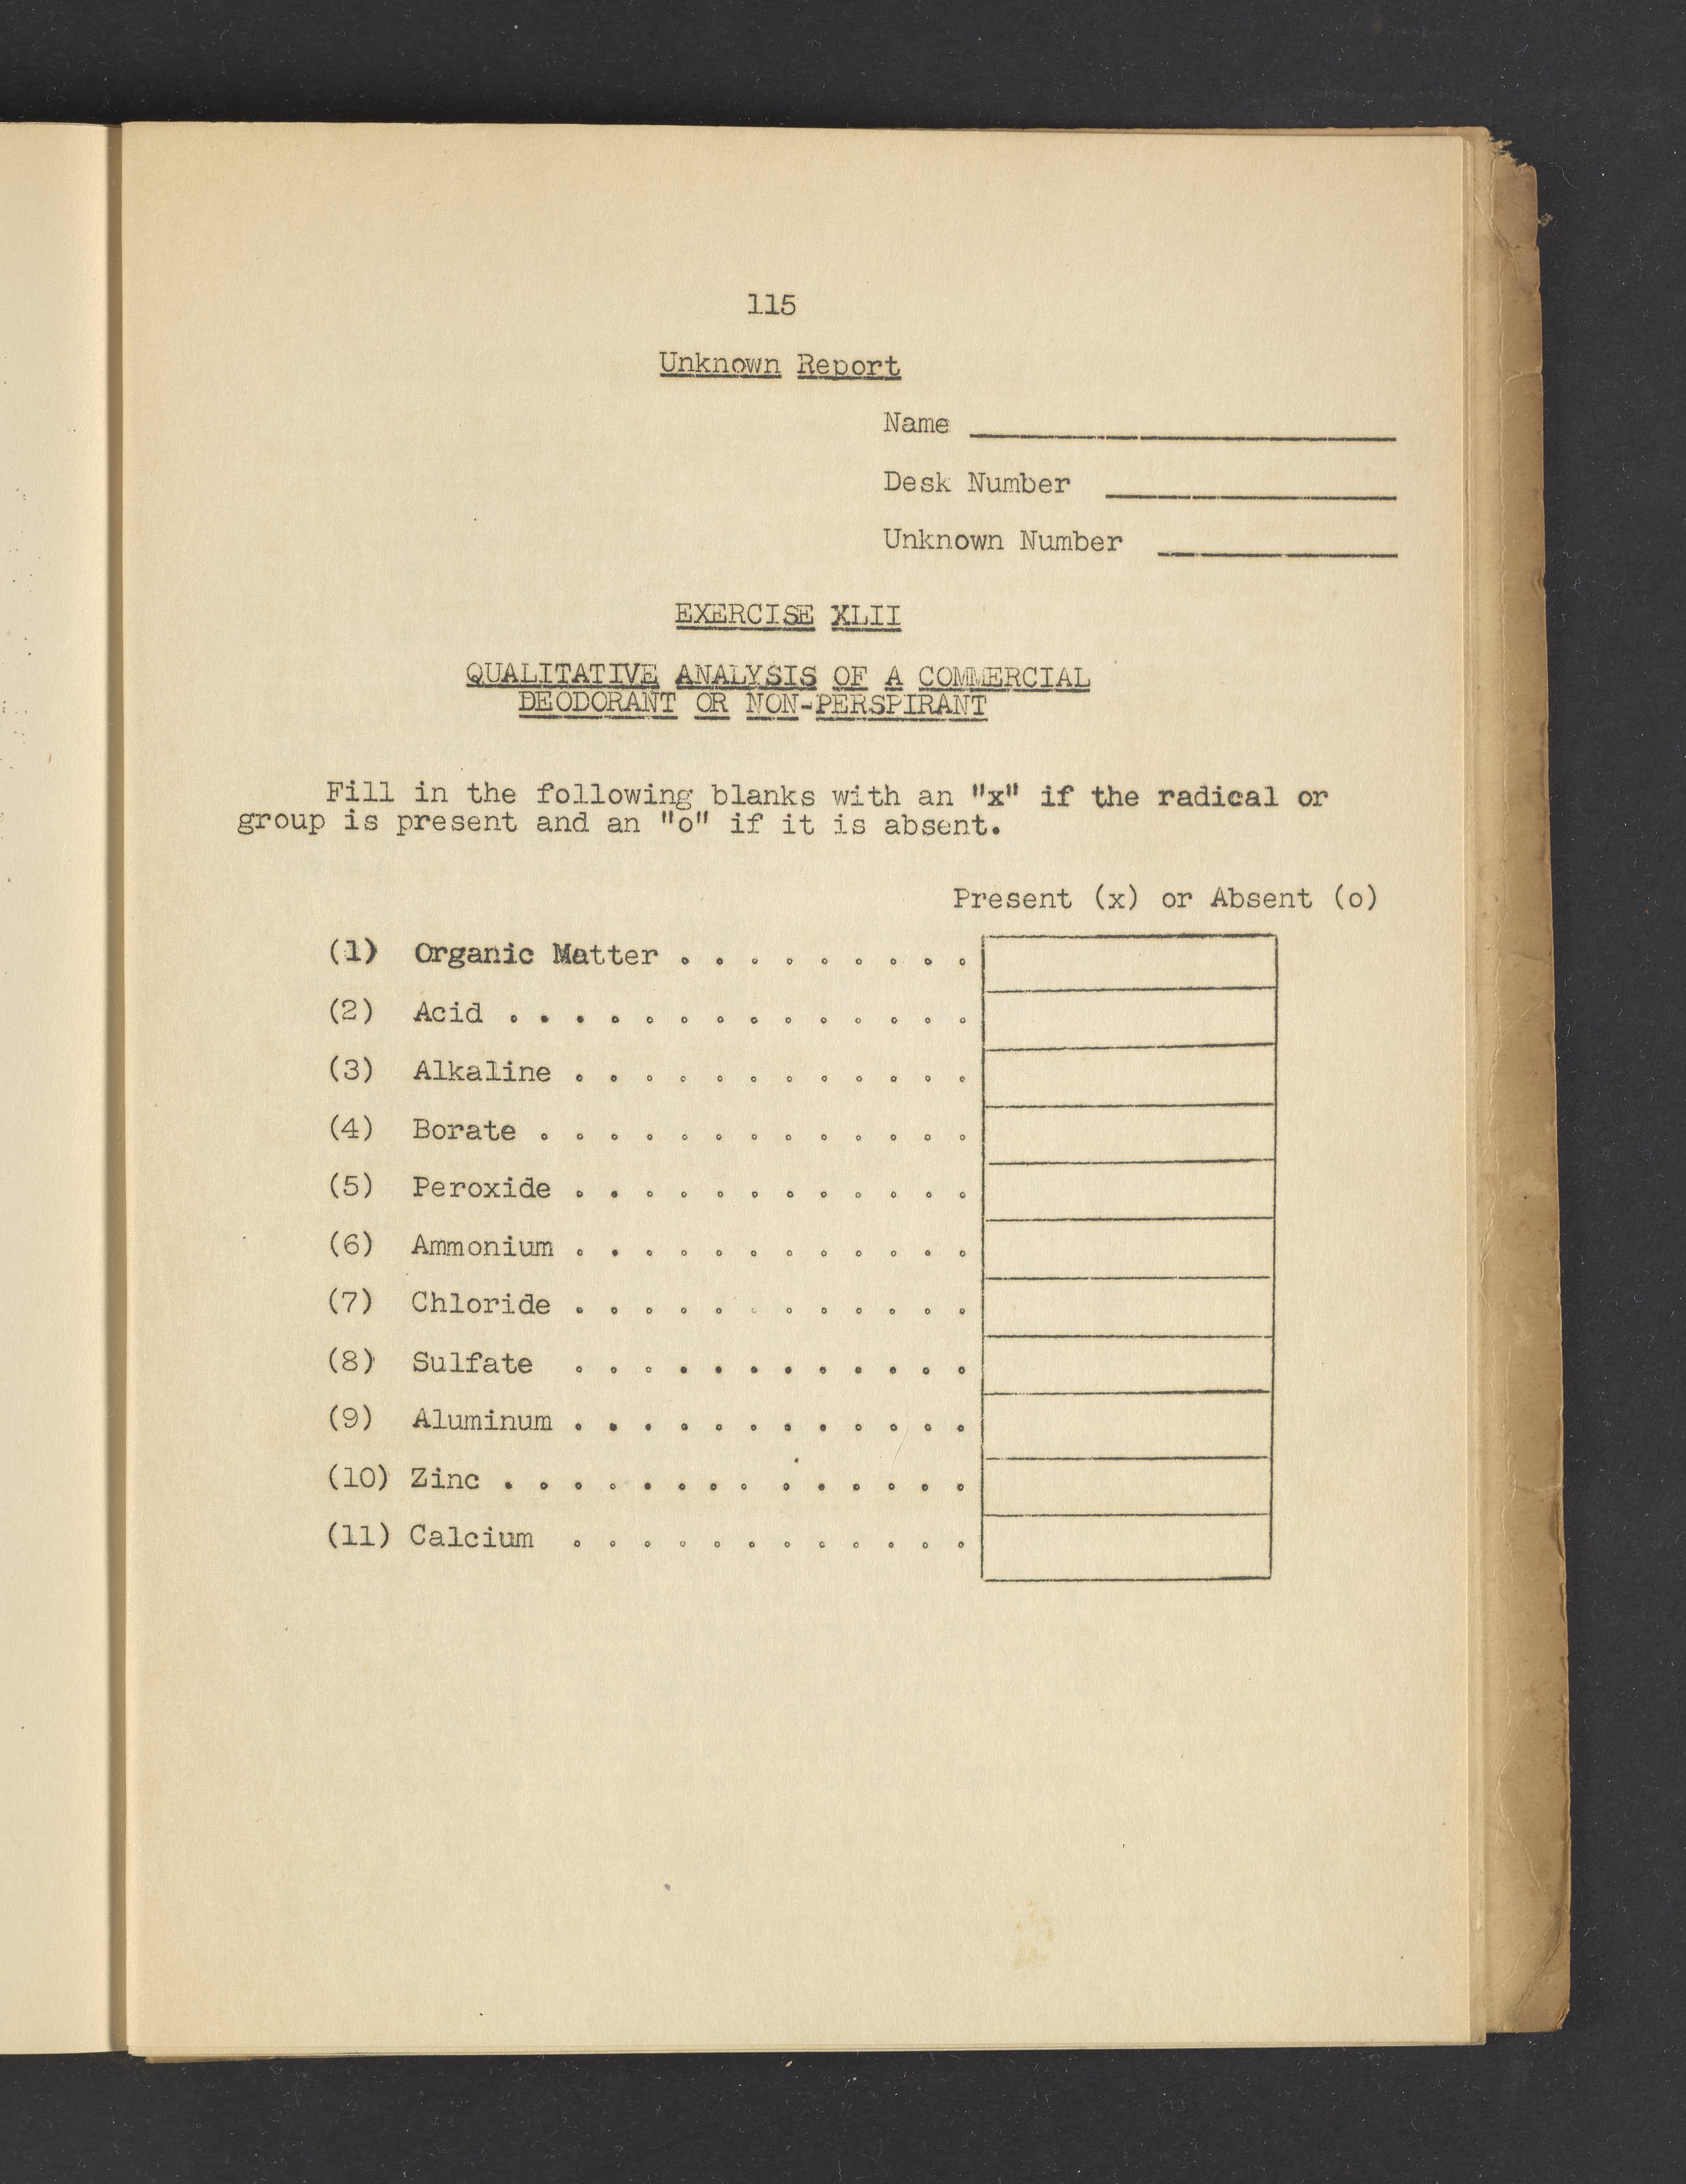 115
Unknown Report
Name
Desk Number
Unknown Number
EXERCISE XLII
QUALITATIVE ANALYSIS OF A COMMERCIAL
DEODORANT OR NON-PERSPIRANT
Fill in the following blanks with an "x" if the radical or
group is present and an "o" if it is absent.
Present (x) or Absent (o)
(1) Organic Matter . . . . . . . . .
(2) Acid . . . . . . . . . . . . . .
(3) Alkaline . . . . . . . . . . . .
(4) Borate . . . . . . . . . . . . .
(5) Peroxide . . . . . . . . . . . .
(6) Ammonium . . . . . . . . . . . .
(7) Chloride . . . . . . . . . . . .
(8) Sulfate . . . . . . . . . . . .
(9) Aluminum . . . . . . . . . . . .
(10) Zinc . . . . . . . . . . . . . .
(11) Calcium . . . . . . . . . . . .